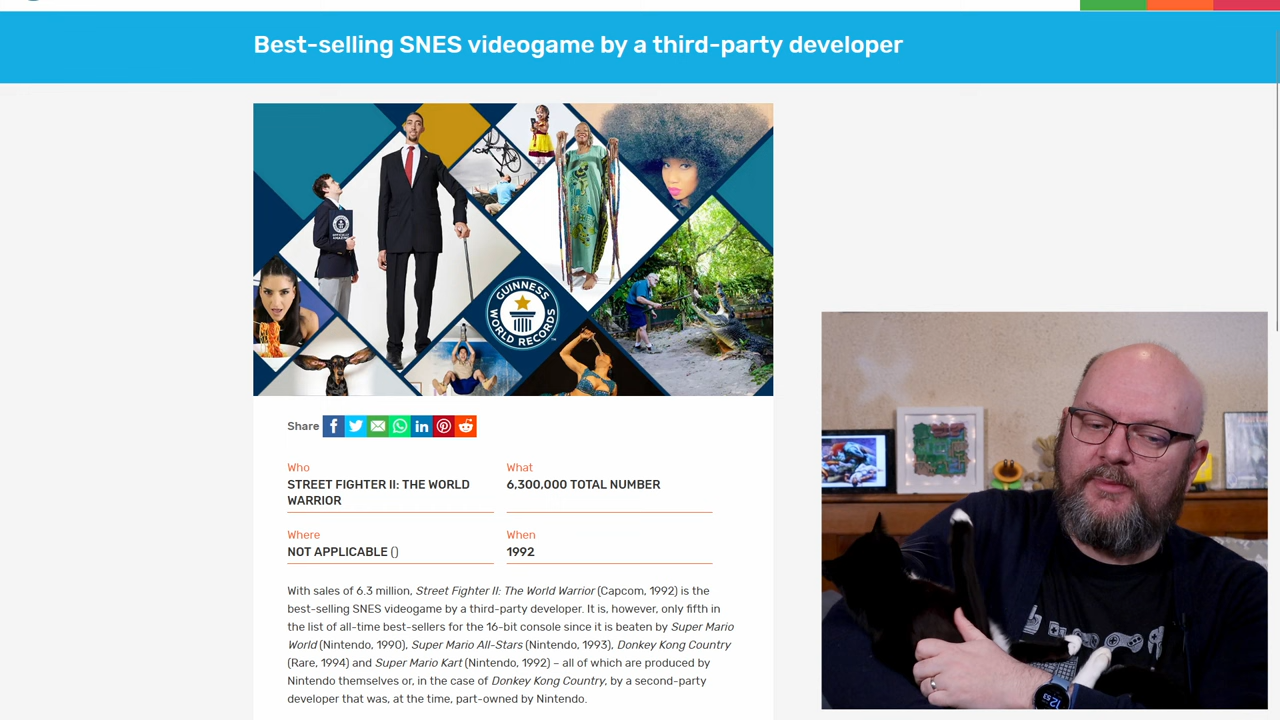 Best-selling SNES videogame by a third-party developer
GUINNESS
WORLD RECORDS
Share
Who
STREET FIGHTER II: THE WORLD
WARRIOR
What
6,300,000 TOTAL NUMBER
Where
NOT APPLICABLE ()
When
1992
With sales of 6.3 million, Street Fighter II: The World Warrior (Capcom, 1992) is the
best-selling SNES videogame by a third-party developer. It is, however, only fifth in
the list of all-time best-sellers for the 16-bit console since it is beaten by Super Mario
World (Nintendo, 1990), Super Mario All-Stars (Nintendo, 1993), Donkey Kong Country
(Rare, 1994) and Super Mario Kart (Nintendo, 1992) – all of which are produced by
Nintendo themselves or, in the case of Donkey Kong Country, by a second-party
developer that was, at the time, part-owned by Nintendo.